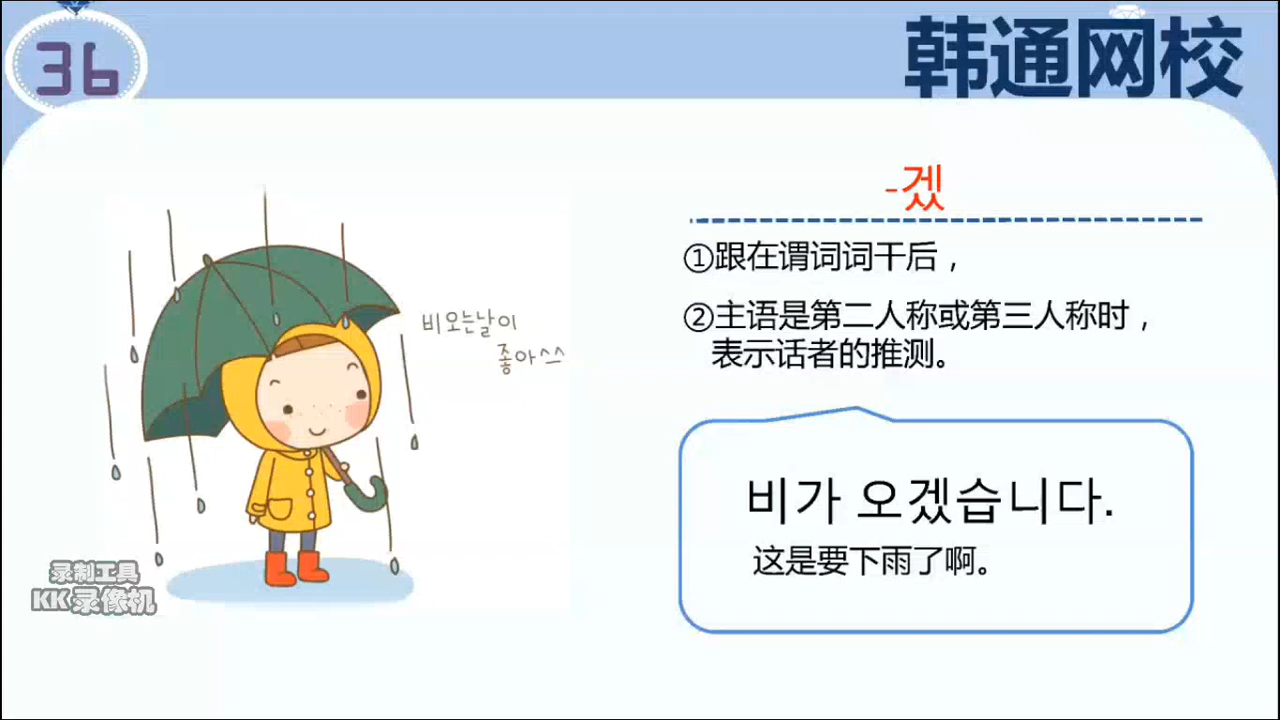 36
韩通网校
-겠
①跟在谓词词干后，
②主语是第二人称或第三人称时，
表示话者的推测。
비오는날이
좋아ㅅㅅ
비가 오겠습니다.
这是要下雨了啊。
录制工具
KK录像机